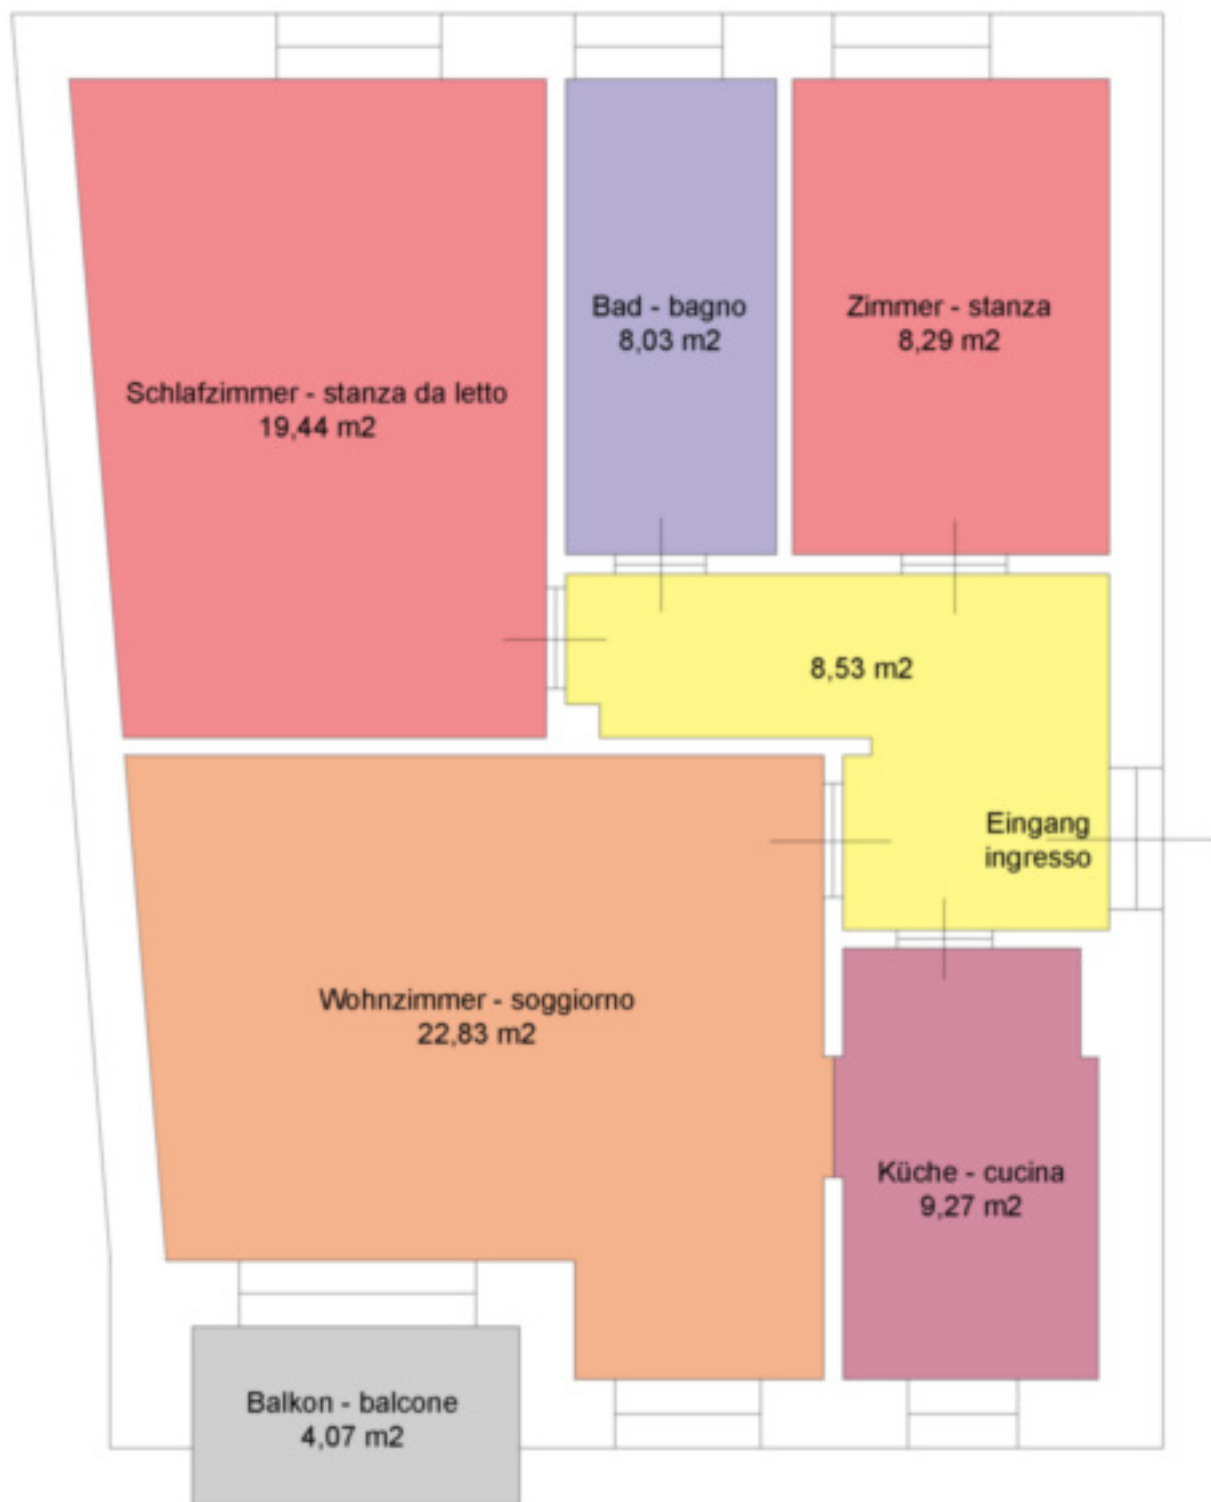 Bad - bagno
8,03 m2
Zimmer - stanza
8,29 m2
Schlafzimmer - stanza da letto
19,44 m2
8,53 m2
Eingang
ingresso
Wohnzimmer - soggiorno
22,83 m2
Küche - cucina
9,27 m2
Balkon - balcone
4,07 m2